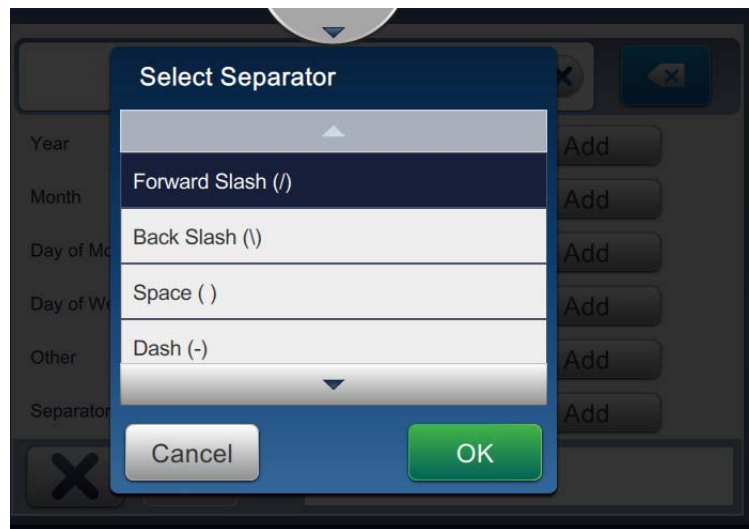 Select Separator
Year
Add
Forward Slash (/)
Month
Add
Back Slash (\)
Day of Mo
Add
Space ( )
Day of We
Add
Dash (-)
Other
Add
Separator
Add
Cancel
OK